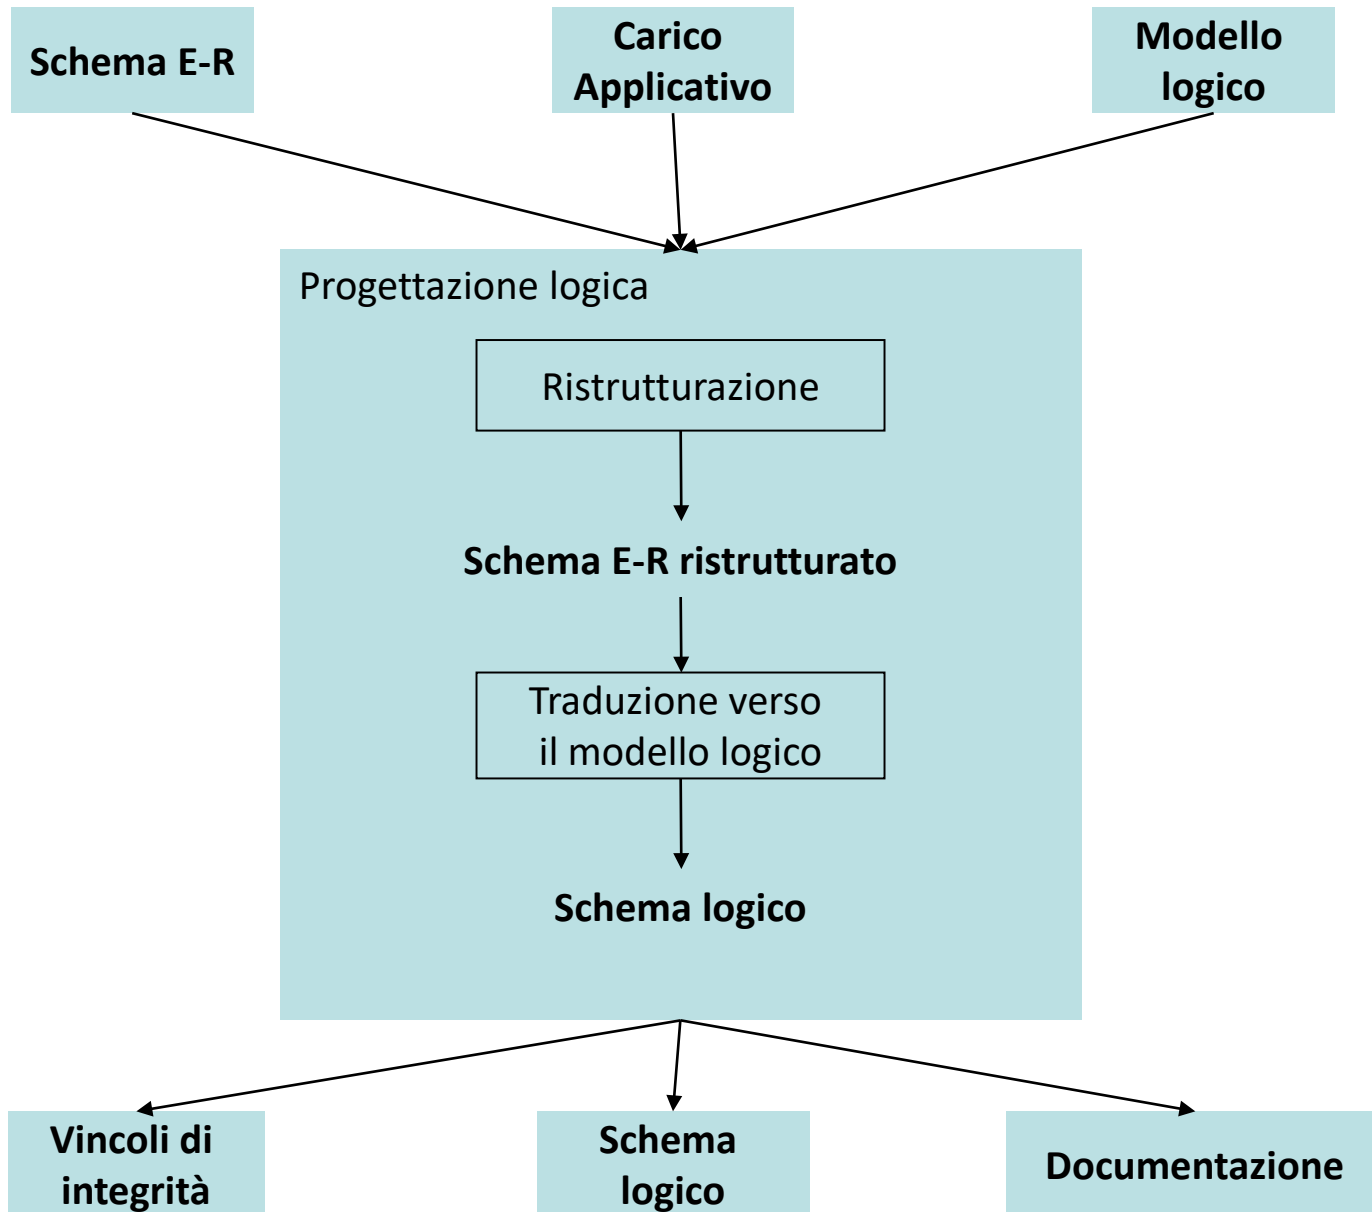 Schema E-R
Carico
Applicativo
Modello
logico
Progettazione logica
Ristrutturazione
Schema E-R ristrutturato
Traduzione verso
il modello logico
Schema logico
Vincoli di
integrità
Schema
logico
Documentazione